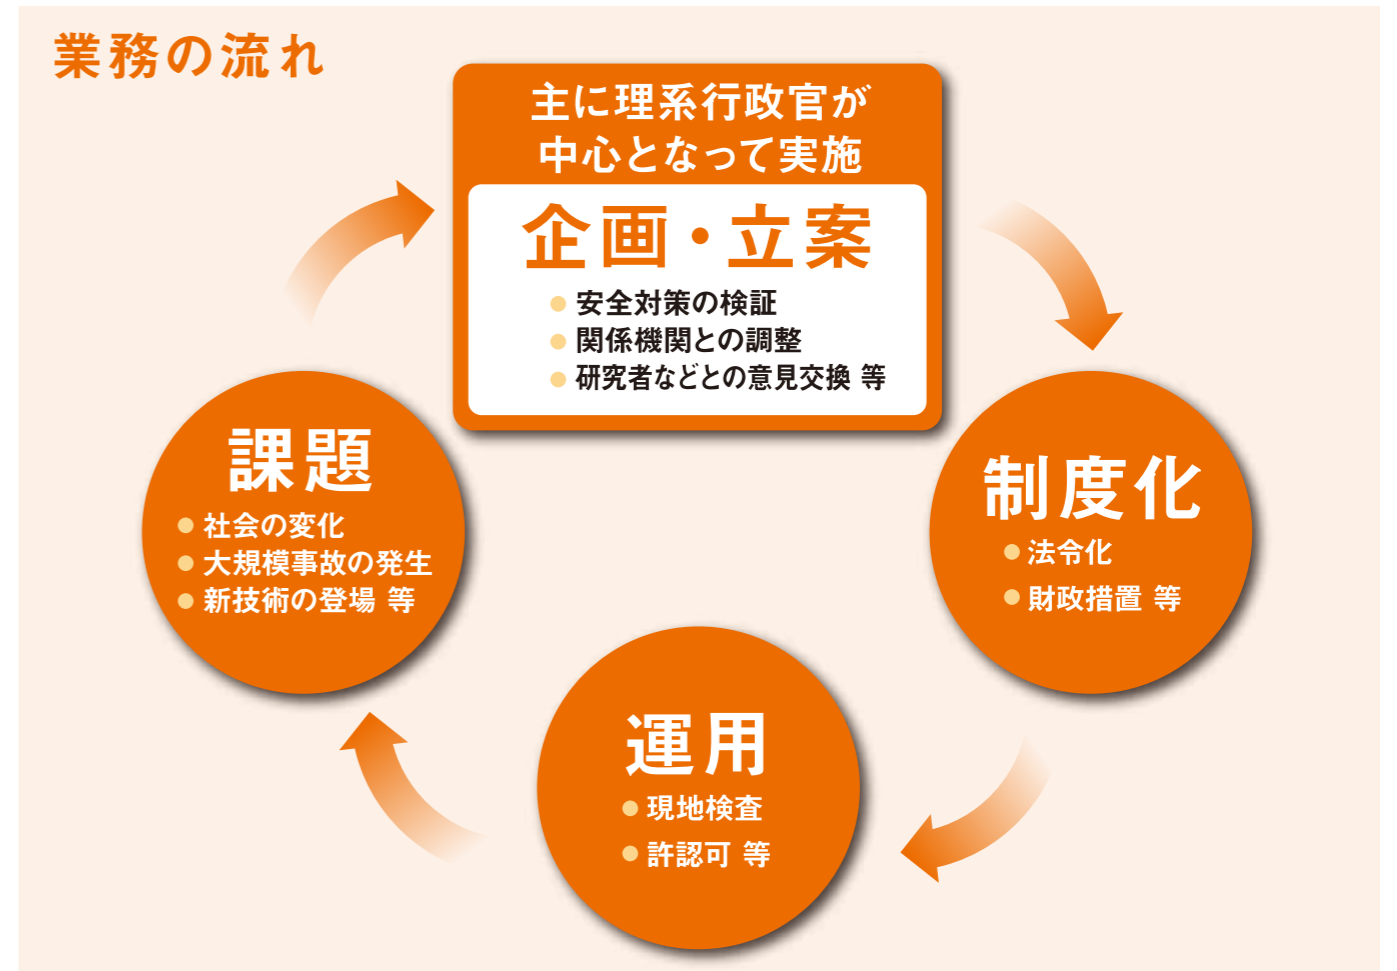 業務の流れ
主に理系行政官が
中心となって実施
企画・立案
● 安全対策の検証
● 関係機関との調整
● 研究者などとの意見交換 等
課題
● 社会の変化
● 大規模事故の発生
● 新技術の登場 等
制度化
● 法令化
● 財政措置 等
運用
● 現地検査
● 許認可 等